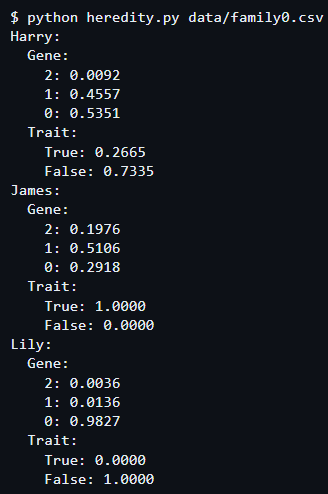 $ python heredity.py data/family0.csv
Harry:
  Gene:
    2: 0.0092
    1: 0.4557
    0: 0.5351
  Trait:
    True: 0.2665
    False: 0.7335
James:
  Gene:
    2: 0.1976
    1: 0.5106
    0: 0.2918
  Trait:
    True: 1.0000
    False: 0.0000
Lily:
  Gene:
    2: 0.0036
    1: 0.0136
    0: 0.9827
  Trait:
    True: 0.0000
    False: 1.0000